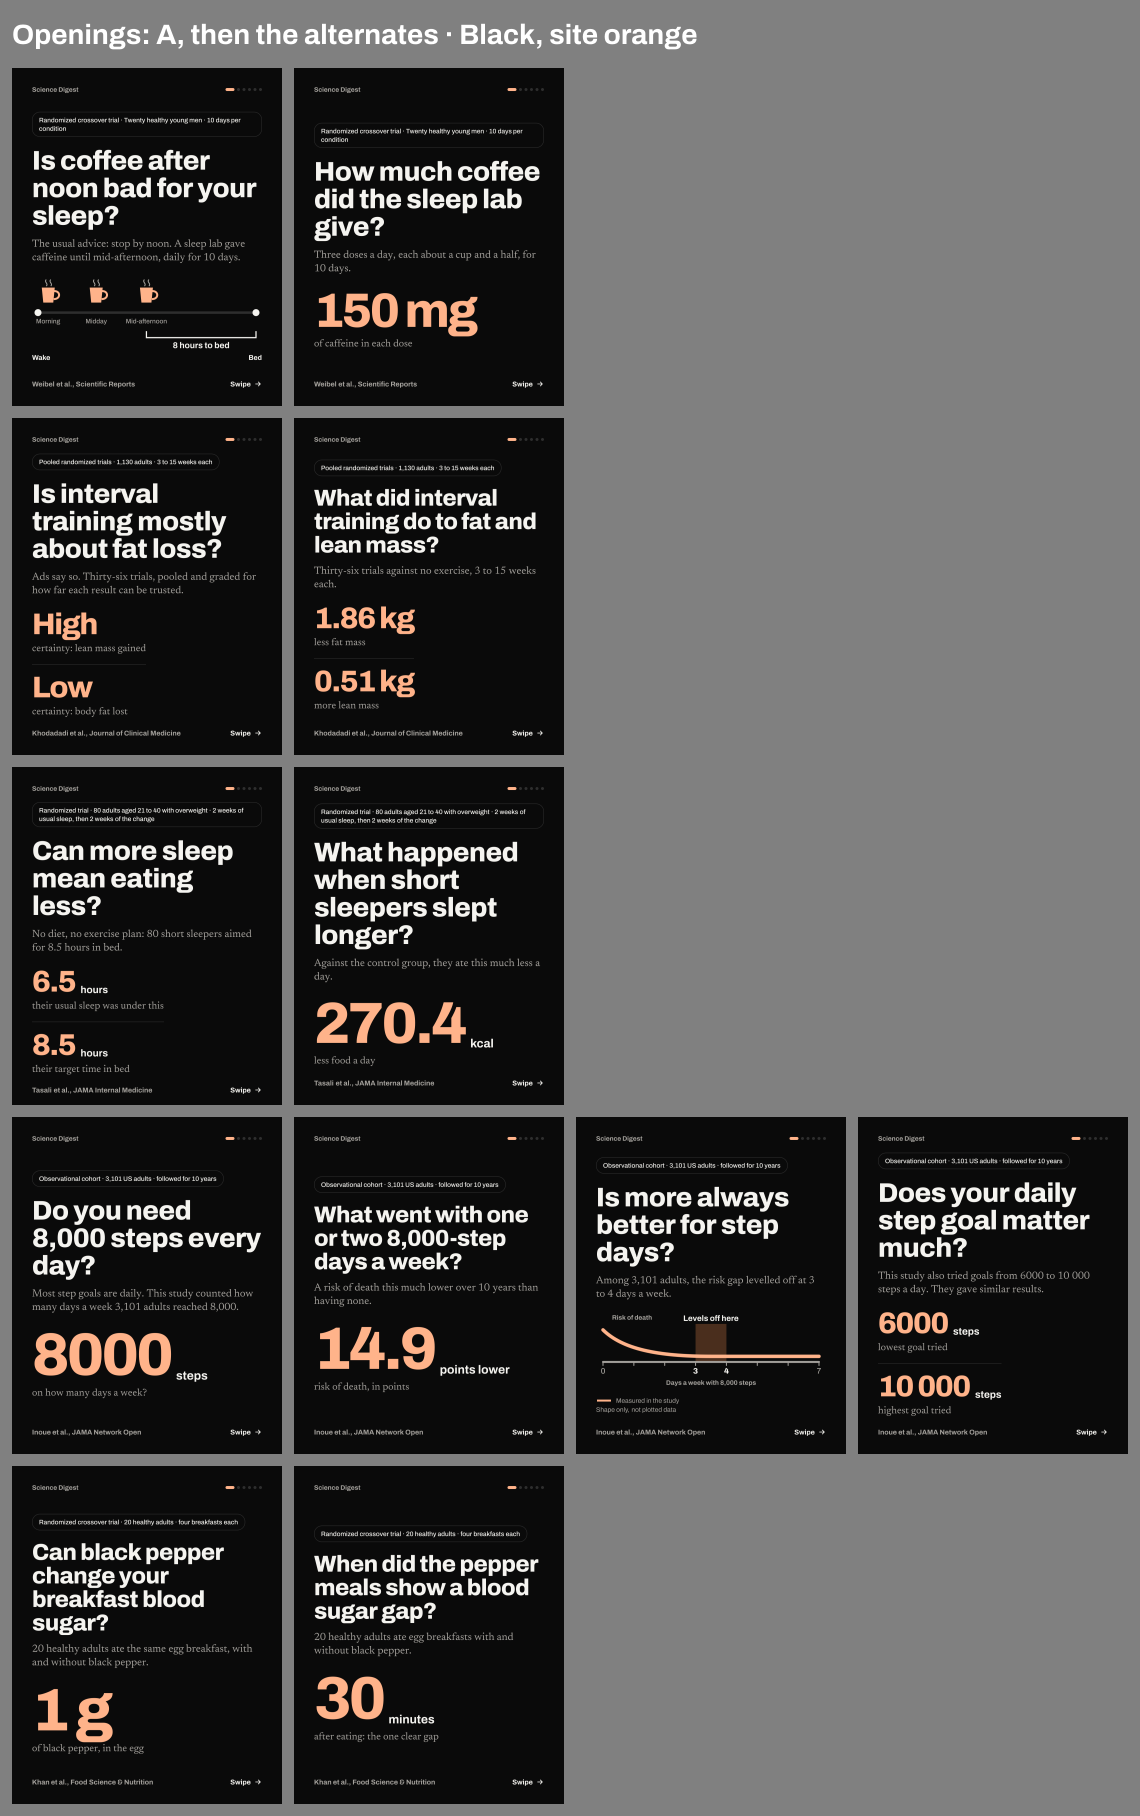 Openings: A, then the alternates · Black, site orange
Science Digest
Randomized crossover trial · Twenty healthy young men · 10 days per
condition
Is coffee after
noon bad for your
sleep?
The usual advice: stop by noon. A sleep lab gave
caffeine until mid-afternoon, daily for 10 days.
Morning
Midday
Mid-afternoon
8 hours to bed
Wake
Bed
Weibel et al., Scientific Reports
Swipe →
Science Digest
Randomized crossover trial · Twenty healthy young men · 10 days per
condition
How much coffee
did the sleep lab
give?
Three doses a day, each about a cup and a half, for
10 days.
150 mg
of caffeine in each dose
Weibel et al., Scientific Reports
Swipe →
Science Digest
Pooled randomized trials · 1,130 adults · 3 to 15 weeks each
Is interval
training mostly
about fat loss?
Ads say so. Thirty-six trials, pooled and graded for
how far each result can be trusted.
High
certainty: lean mass gained
Low
certainty: body fat lost
Khodadadi et al., Journal of Clinical Medicine
Swipe →
Science Digest
Pooled randomized trials · 1,130 adults · 3 to 15 weeks each
What did interval
training do to fat and
lean mass?
Thirty-six trials against no exercise, 3 to 15 weeks
each.
1.86 kg
less fat mass
0.51 kg
more lean mass
Khodadadi et al., Journal of Clinical Medicine
Swipe →
Science Digest
Randomized trial · 80 adults aged 21 to 40 with overweight · 2 weeks of
usual sleep, then 2 weeks of the change
Can more sleep
mean eating
less?
No diet, no exercise plan: 80 short sleepers aimed
for 8.5 hours in bed.
6.5 hours
their usual sleep was under this
8.5 hours
their target time in bed
Tasali et al., JAMA Internal Medicine
Swipe →
Science Digest
Randomized trial · 80 adults aged 21 to 40 with overweight · 2 weeks of
usual sleep, then 2 weeks of the change
What happened
when short
sleepers slept
longer?
Against the control group, they ate this much less a
day.
270.4 kcal
less food a day
Tasali et al., JAMA Internal Medicine
Swipe →
Science Digest
Observational cohort · 3,101 US adults · followed for 10 years
Do you need
8,000 steps every
day?
Most step goals are daily. This study counted how
many days a week 3,101 adults reached 8,000.
8000 steps
on how many days a week?
Inoue et al., JAMA Network Open
Swipe →
Science Digest
Observational cohort · 3,101 US adults · followed for 10 years
What went with one
or two 8,000-step
days a week?
A risk of death this much lower over 10 years than
having none.
14.9 points lower
risk of death, in points
Inoue et al., JAMA Network Open
Swipe →
Science Digest
Observational cohort · 3,101 US adults · followed for 10 years
Is more always
better for step
days?
Among 3,101 adults, the risk gap levelled off at 3
to 4 days a week.
Risk of death
Levels off here
0 3 4 7
Days a week with 8,000 steps
Measured in the study
Shape only, not plotted data
Inoue et al., JAMA Network Open
Swipe →
Science Digest
Observational cohort · 3,101 US adults · followed for 10 years
Does your daily
step goal matter
much?
This study also tried goals from 6000 to 10 000
steps a day. They gave similar results.
6000 steps
lowest goal tried
10 000 steps
highest goal tried
Inoue et al., JAMA Network Open
Swipe →
Science Digest
Randomized crossover trial · 20 healthy adults · four breakfasts each
Can black pepper
change your
breakfast blood
sugar?
20 healthy adults ate the same egg breakfast, with
and without black pepper.
1 g
of black pepper, in the egg
Khan et al., Food Science & Nutrition
Swipe →
Science Digest
Randomized crossover trial · 20 healthy adults · four breakfasts each
When did the pepper
meals show a blood
sugar gap?
20 healthy adults ate egg breakfasts with and
without black pepper.
30 minutes
after eating: the one clear gap
Khan et al., Food Science & Nutrition
Swipe →